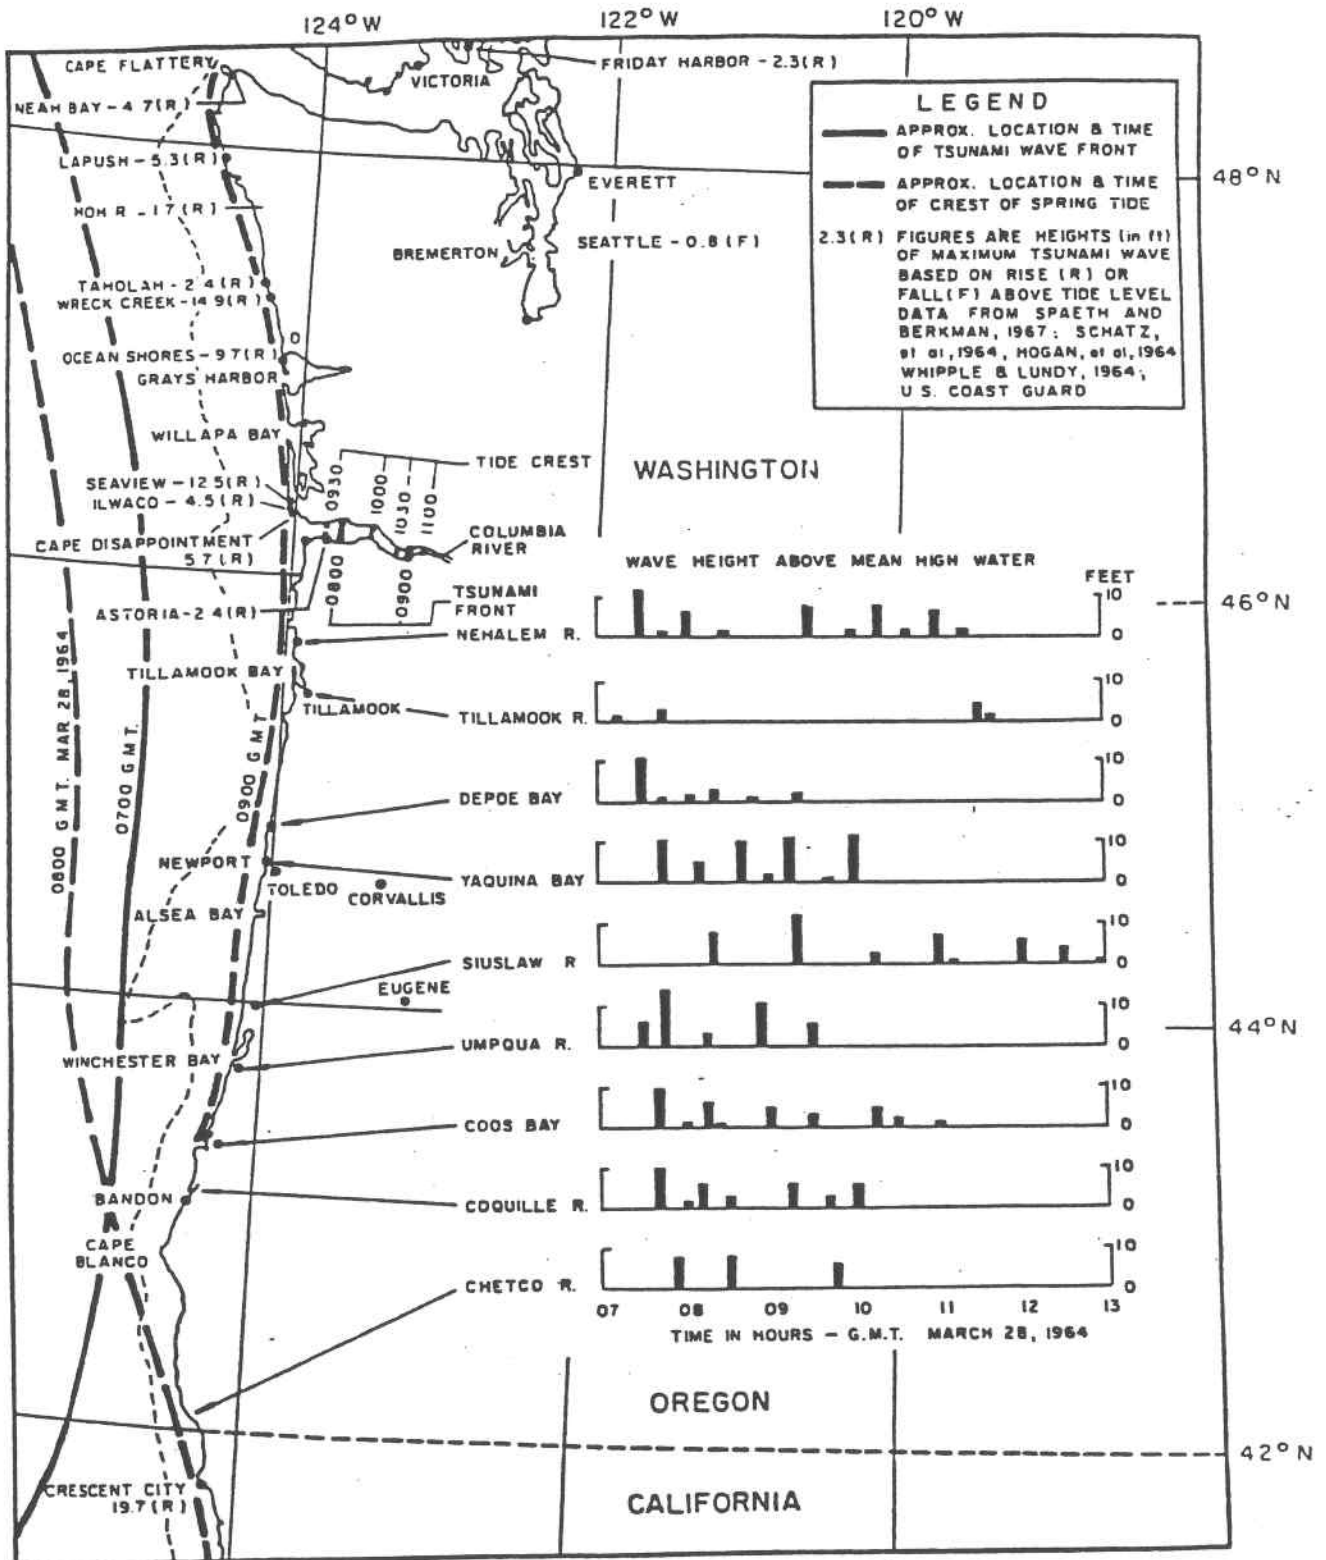 124°W
122°W
120°W
CAPE FLATTERY
VICTORIA
FRIDAY HARBOR - 2.3(R)
NEAH BAY - 4 7(R)
LAPUSH - 5.3(R)
HOH R - 17(R)
EVERETT
BREMERTON
SEATTLE - 0.8(F)
TAHOLAH - 2 4(R)
WRECK CREEK - 14 9(R)
OCEAN SHORES - 9 7(R)
GRAYS HARBOR
WILLAPA BAY
SEAVIEW - 12 5(R)
ILWACO - 4.5(R)
CAPE DISAPPOINTMENT
5 7(R)
ASTORIA - 2 4(R)
LEGEND
APPROX. LOCATION & TIME
OF TSUNAMI WAVE FRONT
APPROX. LOCATION & TIME
OF CREST OF SPRING TIDE
2.3(R) FIGURES ARE HEIGHTS (in ft)
OF MAXIMUM TSUNAMI WAVE
BASED ON RISE (R) OR
FALL(F) ABOVE TIDE LEVEL
DATA FROM SPAETH AND
BERKMAN, 1967; SCHATZ,
et al, 1964, HOGAN, et al, 1964
WHIPPLE & LUNDY, 1964;
U.S. COAST GUARD
48°N
46°N
44°N
42°N
TIDE CREST
0930
1000
1030
1100
COLUMBIA
RIVER
0800
0900
TSUNAMI
FRONT
WASHINGTON
0800 GMT. MAR 28, 1964
0700 GMT.
0900 GMT
TILLAMOOK BAY
TILLAMOOK
NEWPORT
TOLEDO
CORVALLIS
ALSEA BAY
EUGENE
WINCHESTER BAY
BANDON
CAPE
BLANCO
CRESCENT CITY
19.7(R)
WAVE HEIGHT ABOVE MEAN HIGH WATER
FEET
NEHALEM R.
10
0
TILLAMOOK R.
10
0
DEPOE BAY
10
0
YAQUINA BAY
10
0
SIUSLAW R
10
0
UMPQUA R.
10
0
COOS BAY
10
0
COQUILLE R.
10
0
CHETCO R.
10
0
07 08 09 10 11 12 13
TIME IN HOURS - G.M.T. MARCH 28, 1964
OREGON
CALIFORNIA